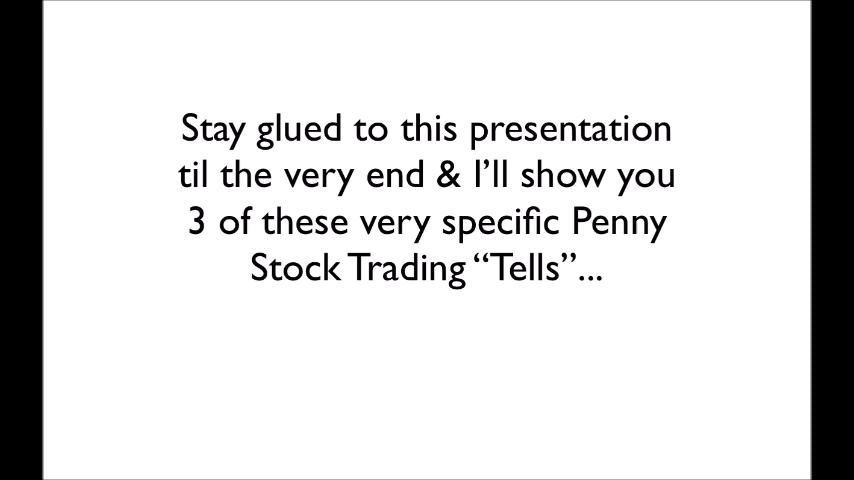 Stay glued to this presentation
til the very end & I’ll show you
3 of these very specific Penny
Stock Trading “Tells”...